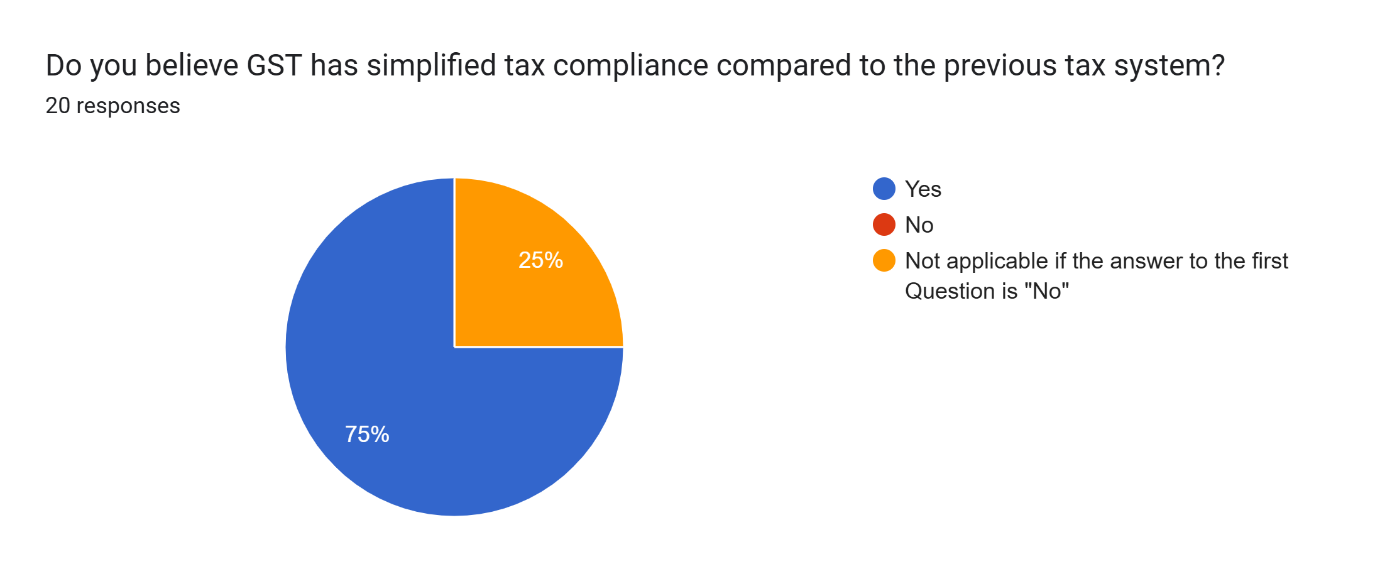 Do you believe GST has simplified tax compliance compared to the previous tax system?
20 responses
25%
75%
Yes
No
Not applicable if the answer to the first
Question is "No"